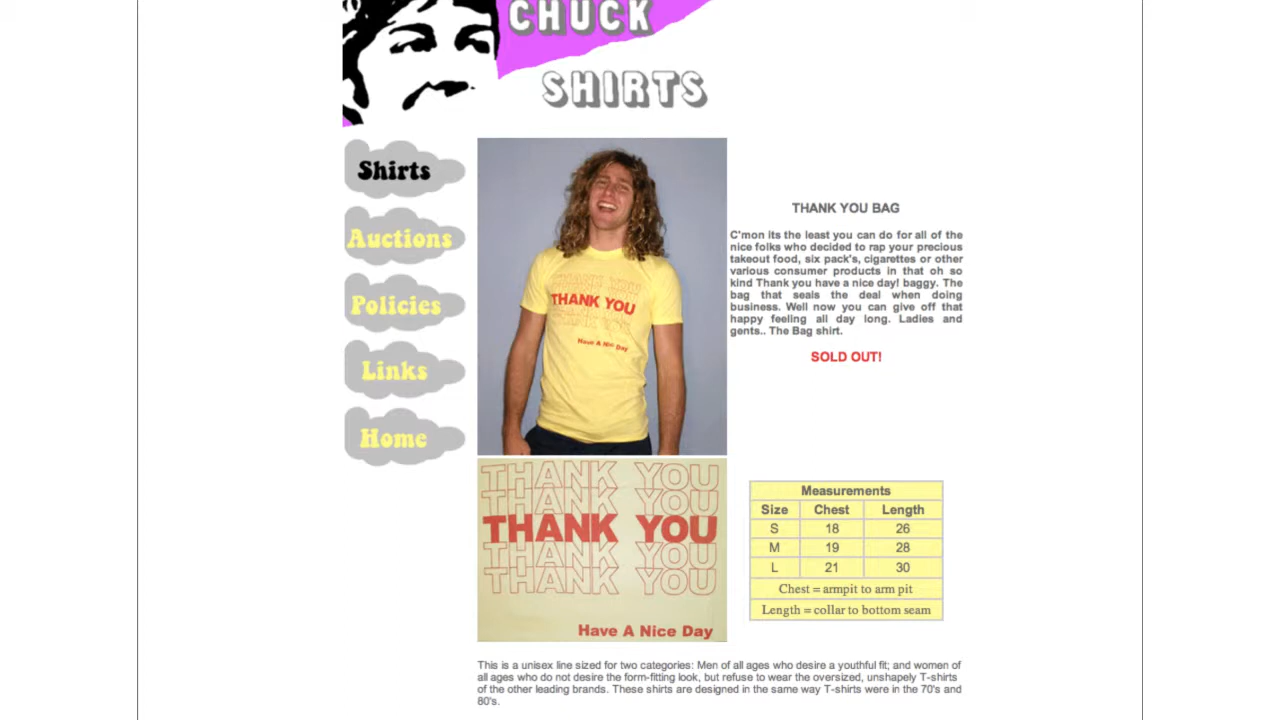 CHUCK
SHIRTS
Shirts
Auctions
Policies
Links
Home
THANK YOU
THANK YOU
THANK YOU
THANK YOU
Have A Nice Day
THANK YOU BAG
C'mon its the least you can do for all of the
nice folks who decided to rap your precious
takeout food, six pack's, cigarettes or other
various consumer products in that oh so
kind Thank you have a nice day! baggy. The
bag that seals the deal when doing
business. Well now you can give off that
happy feeling all day long. Ladies and
gents.. The Bag shirt.
SOLD OUT!
THANK YOU
THANK YOU
THANK YOU
THANK YOU
THANK YOU
Have A Nice Day
Measurements
Size Chest Length
S 18 26
M 19 28
L 21 30
Chest = armpit to arm pit
Length = collar to bottom seam
This is a unisex line sized for two categories: Men of all ages who desire a youthful fit; and women of
all ages who do not desire the form-fitting look, but refuse to wear the oversized, unshapely T-shirts
of the other leading brands. These shirts are designed in the same way T-shirts were in the 70's and
80's.